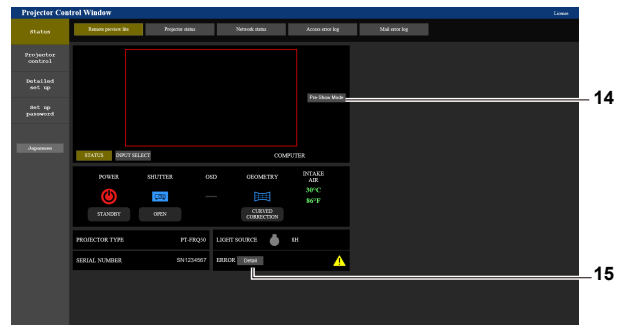 Projector Control Window
License
Status
Remote preview lite
Projector status
Network status
Access error log
Mail error log
Projector
control
Detailed
set up
Set up
password
Japanese
Pre-Show Mode
14
STATUS
INPUT SELECT
COMPUTER
POWER
SHUTTER
OSD
GEOMETRY
INTAKE
AIR
30°C
86°F
STANDBY
OPEN
CURVED
CORRECTION
PROJECTOR TYPE
PT-FRQ50
LIGHT SOURCE
8H
SERIAL NUMBER
SN1234567
ERROR
Detail
15